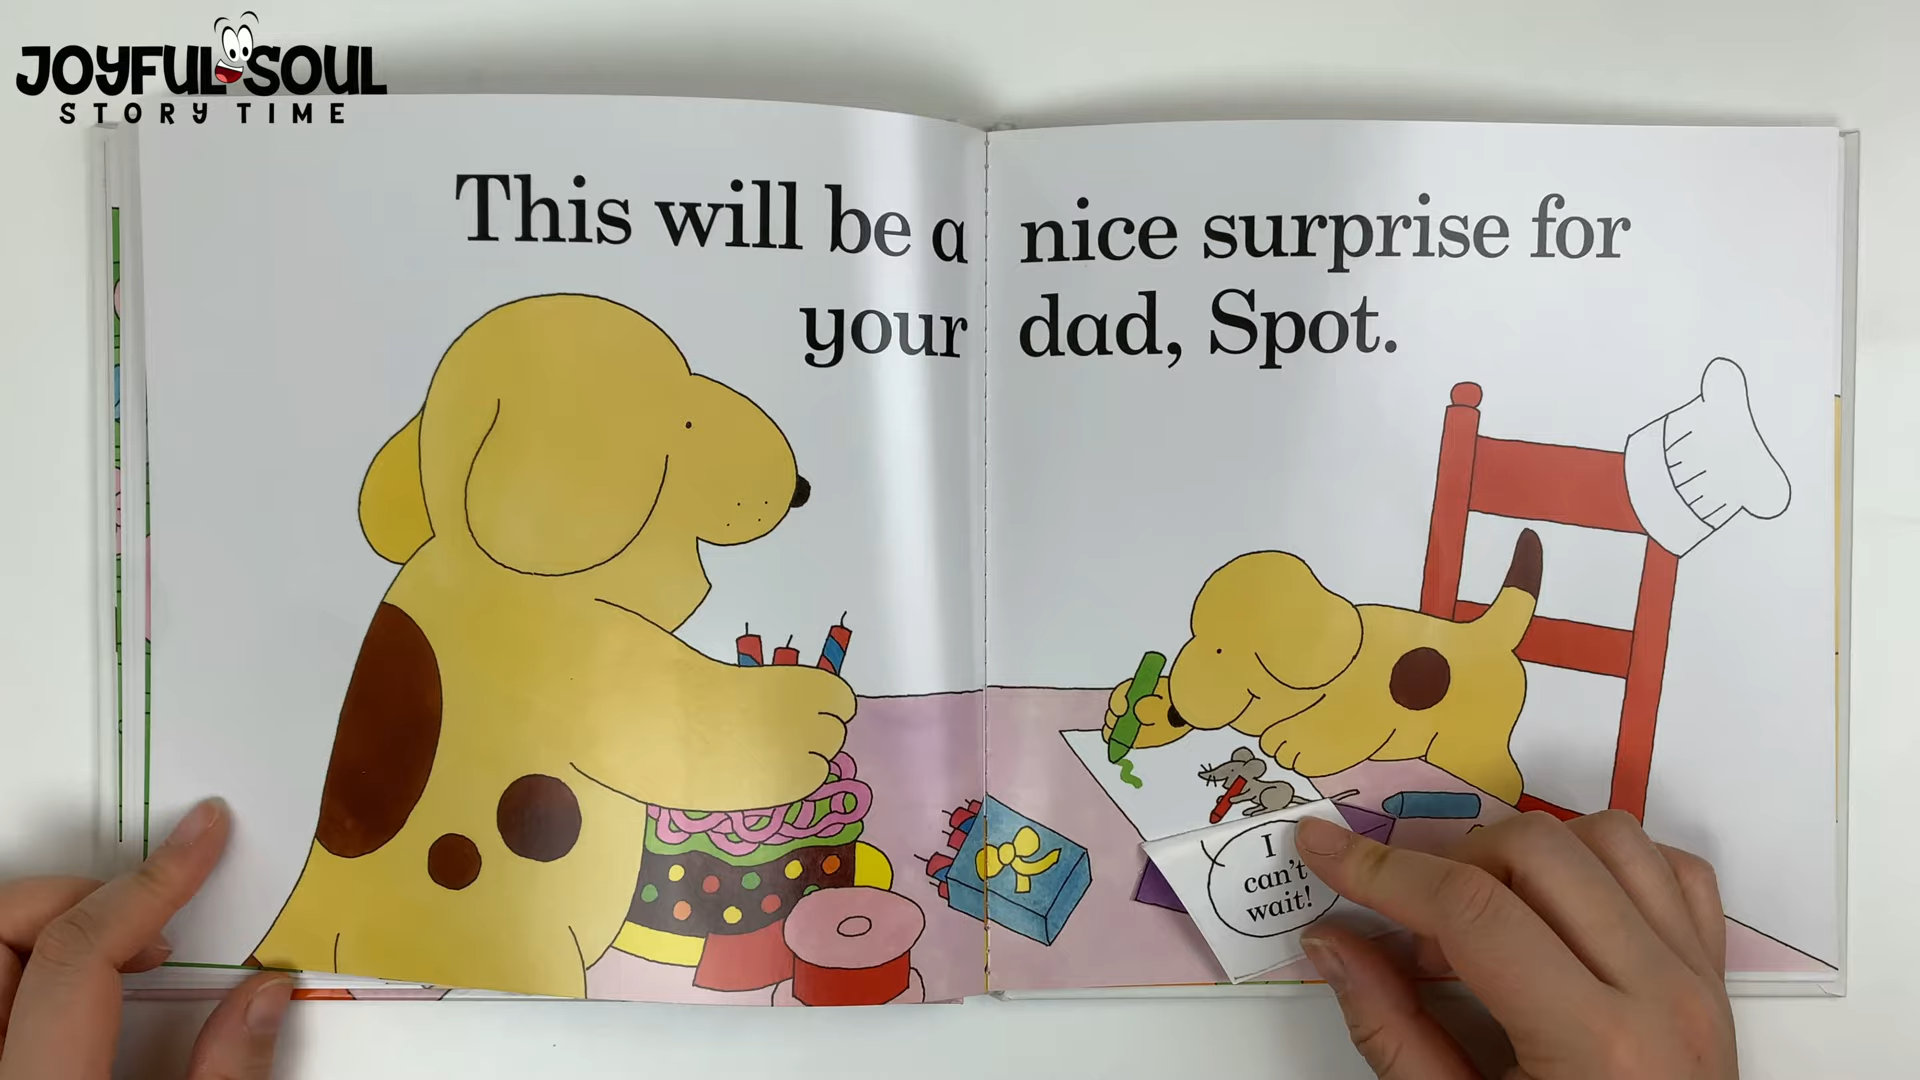 JOYFUL SOUL
STORY TIME
This will be a nice surprise for
your dad, Spot.
I
can't
wait!